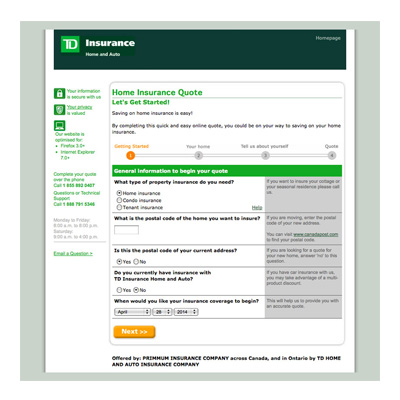 Homepage
TD Insurance
Home and Auto
Your information
is secure with us
Your privacy
is valued
Our website is
optimised for:
Firefox 3.0+
Internet Explorer
7.0+
Complete your quote
over the phone
Call 1 855 882 0407
Questions or Technical
Support
Call 1 888 791 5346
Monday to Friday:
8:00 a.m. to 8:00 p.m.
Saturday:
9:00 a.m. to 4:00 p.m.
Email a Question >
Home Insurance Quote
Let's Get Started!
Saving on home insurance is easy!
By completing this quick and easy online quote, you could be on your way to saving on your home
insurance.
Getting Started
Your home
Tell us about yourself
Quote
1
2
3
4
General information to begin your quote
What type of property insurance do you need?
Home insurance
Condo insurance
Tenant insurance
Help
If you want to insure your cottage or
your seasonal residence please call
us
What is the postal code of the home you want to insure?
If you are moving, enter the postal
code of your new address.
You can visit www.canadapost.com
to find your postal code.
Is this the postal code of your current address?
Yes No
If you are looking for a quote for
your new home, answer 'no' to this
question.
Do you currently have insurance with
TD Insurance Home and Auto?
Yes No
If you have car insurance with us,
you may take advantage of a multi-
product discount.
When would you like your insurance coverage to begin?
April 28 2014
This will help us to provide you with
an accurate quote.
Next >>
Offered by: PRIMMUM INSURANCE COMPANY across Canada, and in Ontario by TD HOME
AND AUTO INSURANCE COMPANY